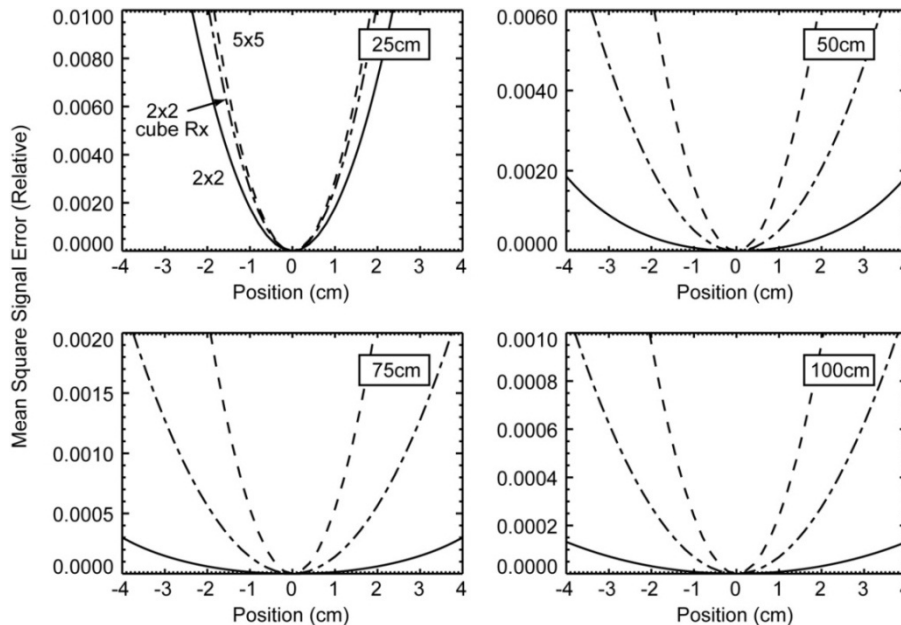 Mean Square Signal Error (Relative)
0.0100
0.0080
0.0060
0.0040
0.0020
0.0000
5x5
2x2
cube Rx
2x2
25cm
-4 -3 -2 -1 0 1 2 3 4
Position (cm)
0.0060
0.0040
0.0020
0.0000
50cm
-4 -3 -2 -1 0 1 2 3 4
Position (cm)
0.0020
0.0015
0.0010
0.0005
0.0000
75cm
-4 -3 -2 -1 0 1 2 3 4
Position (cm)
0.0010
0.0008
0.0006
0.0004
0.0002
0.0000
100cm
-4 -3 -2 -1 0 1 2 3 4
Position (cm)